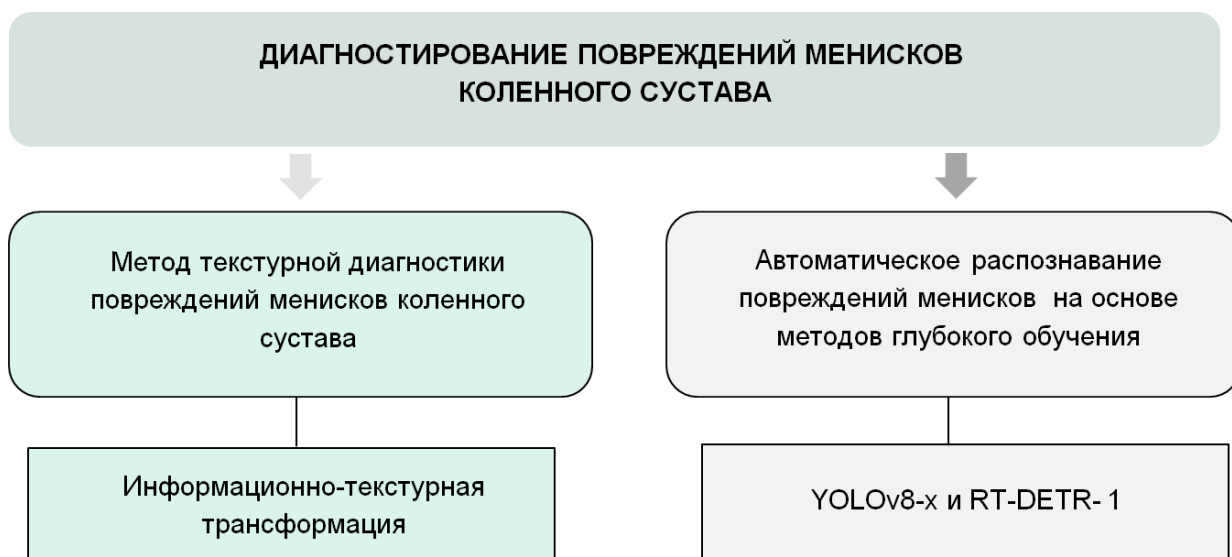 ДИАГНОСТИРОВАНИЕ ПОВРЕЖДЕНИЙ МЕНИСКОВ
КОЛЕННОГО СУСТАВА
Метод текстурной диагностики
повреждений менисков коленного
сустава
Автоматическое распознавание
повреждений менисков на основе
методов глубокого обучения
Информационно-текстурная
трансформация
YOLOv8-x и RT-DETR- 1